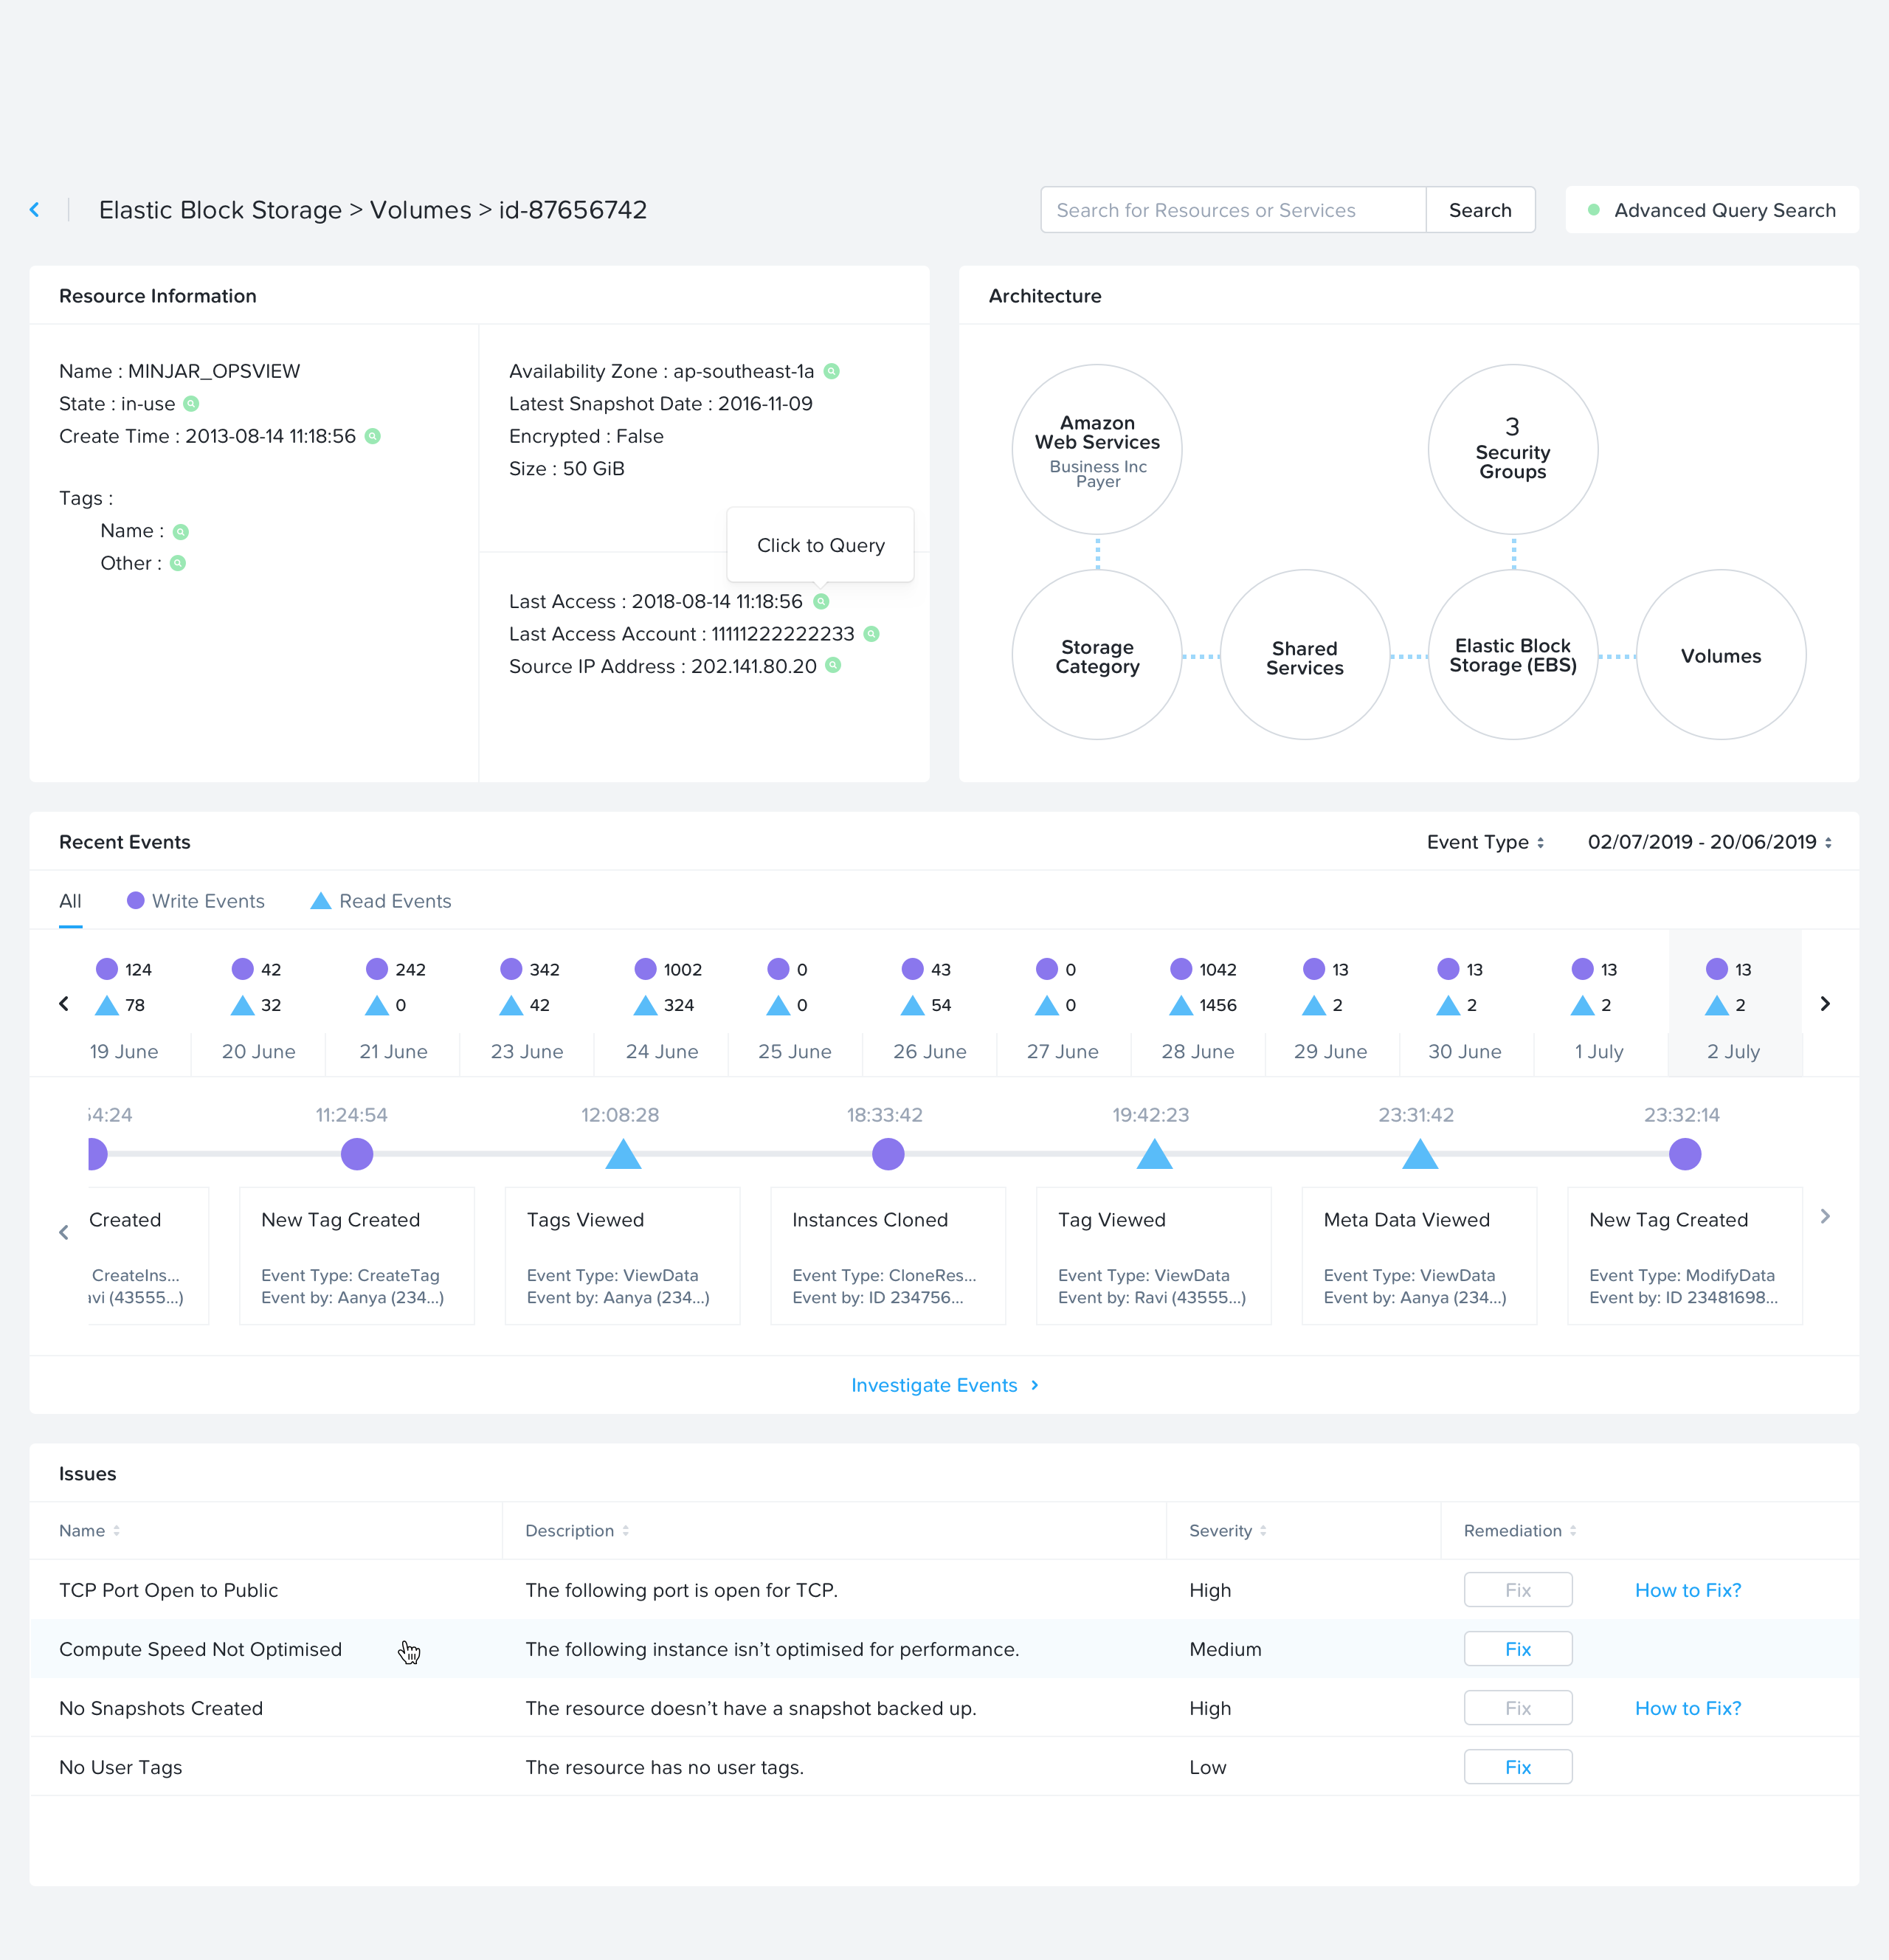 Elastic Block Storage > Volumes > id-87656742
Search for Resources or Services
Search
Advanced Query Search
Resource Information
Name : MINJAR_OPSVIEW
State : in-use
Create Time : 2013-08-14 11:18:56
Tags :
Name :
Other :
Availability Zone : ap-southeast-1a
Latest Snapshot Date : 2016-11-09
Encrypted : False
Size : 50 GiB
Click to Query
Last Access : 2018-08-14 11:18:56
Last Access Account : 11111222222233
Source IP Address : 202.141.80.20
Architecture
Amazon
Web Services
Business Inc
Payer
3
Security
Groups
Storage
Category
Shared
Services
Elastic Block
Storage (EBS)
Volumes
Recent Events
Event Type
02/07/2019 - 20/06/2019
All
Write Events
Read Events
124 42 242 342 1002 0 43 0 1042 13 13 13 13
78 32 0 42 324 0 54 0 1456 2 2 2 2
19 June 20 June 21 June 23 June 24 June 25 June 26 June 27 June 28 June 29 June 30 June 1 July 2 July
4:24 11:24:54 12:08:28 18:33:42 19:42:23 23:31:42 23:32:14
Created
CreateIns...
avi (43555...)
New Tag Created
Event Type: CreateTag
Event by: Aanya (234...)
Tags Viewed
Event Type: ViewData
Event by: Aanya (234...)
Instances Cloned
Event Type: CloneRes...
Event by: ID 234756...
Tag Viewed
Event Type: ViewData
Event by: Ravi (43555...)
Meta Data Viewed
Event Type: ViewData
Event by: Aanya (234...)
New Tag Created
Event Type: ModifyData
Event by: ID 23481698...
Investigate Events
Issues
Name Description Severity Remediation
TCP Port Open to Public The following port is open for TCP. High Fix How to Fix?
Compute Speed Not Optimised The following instance isn’t optimised for performance. Medium Fix
No Snapshots Created The resource doesn’t have a snapshot backed up. High Fix How to Fix?
No User Tags The resource has no user tags. Low Fix